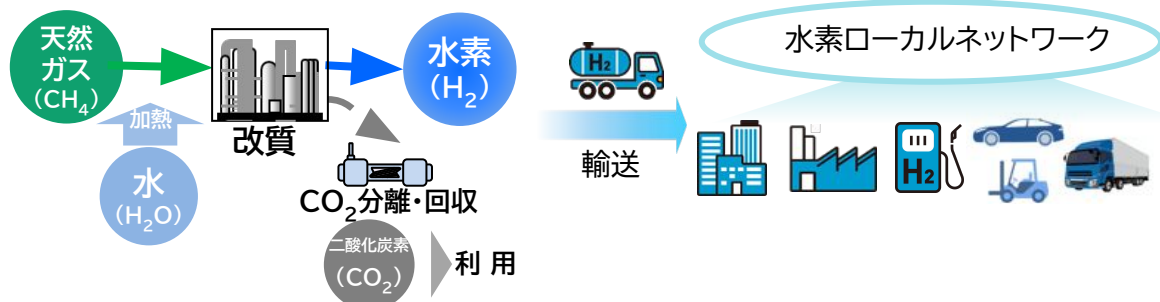 天然
ガス
(CH₄)
加熱
水
(H₂O)
改質
水素
(H₂)
CO₂分離・回収
二酸化炭素
(CO₂)
利用
H₂
輸送
水素ローカルネットワーク
H₂